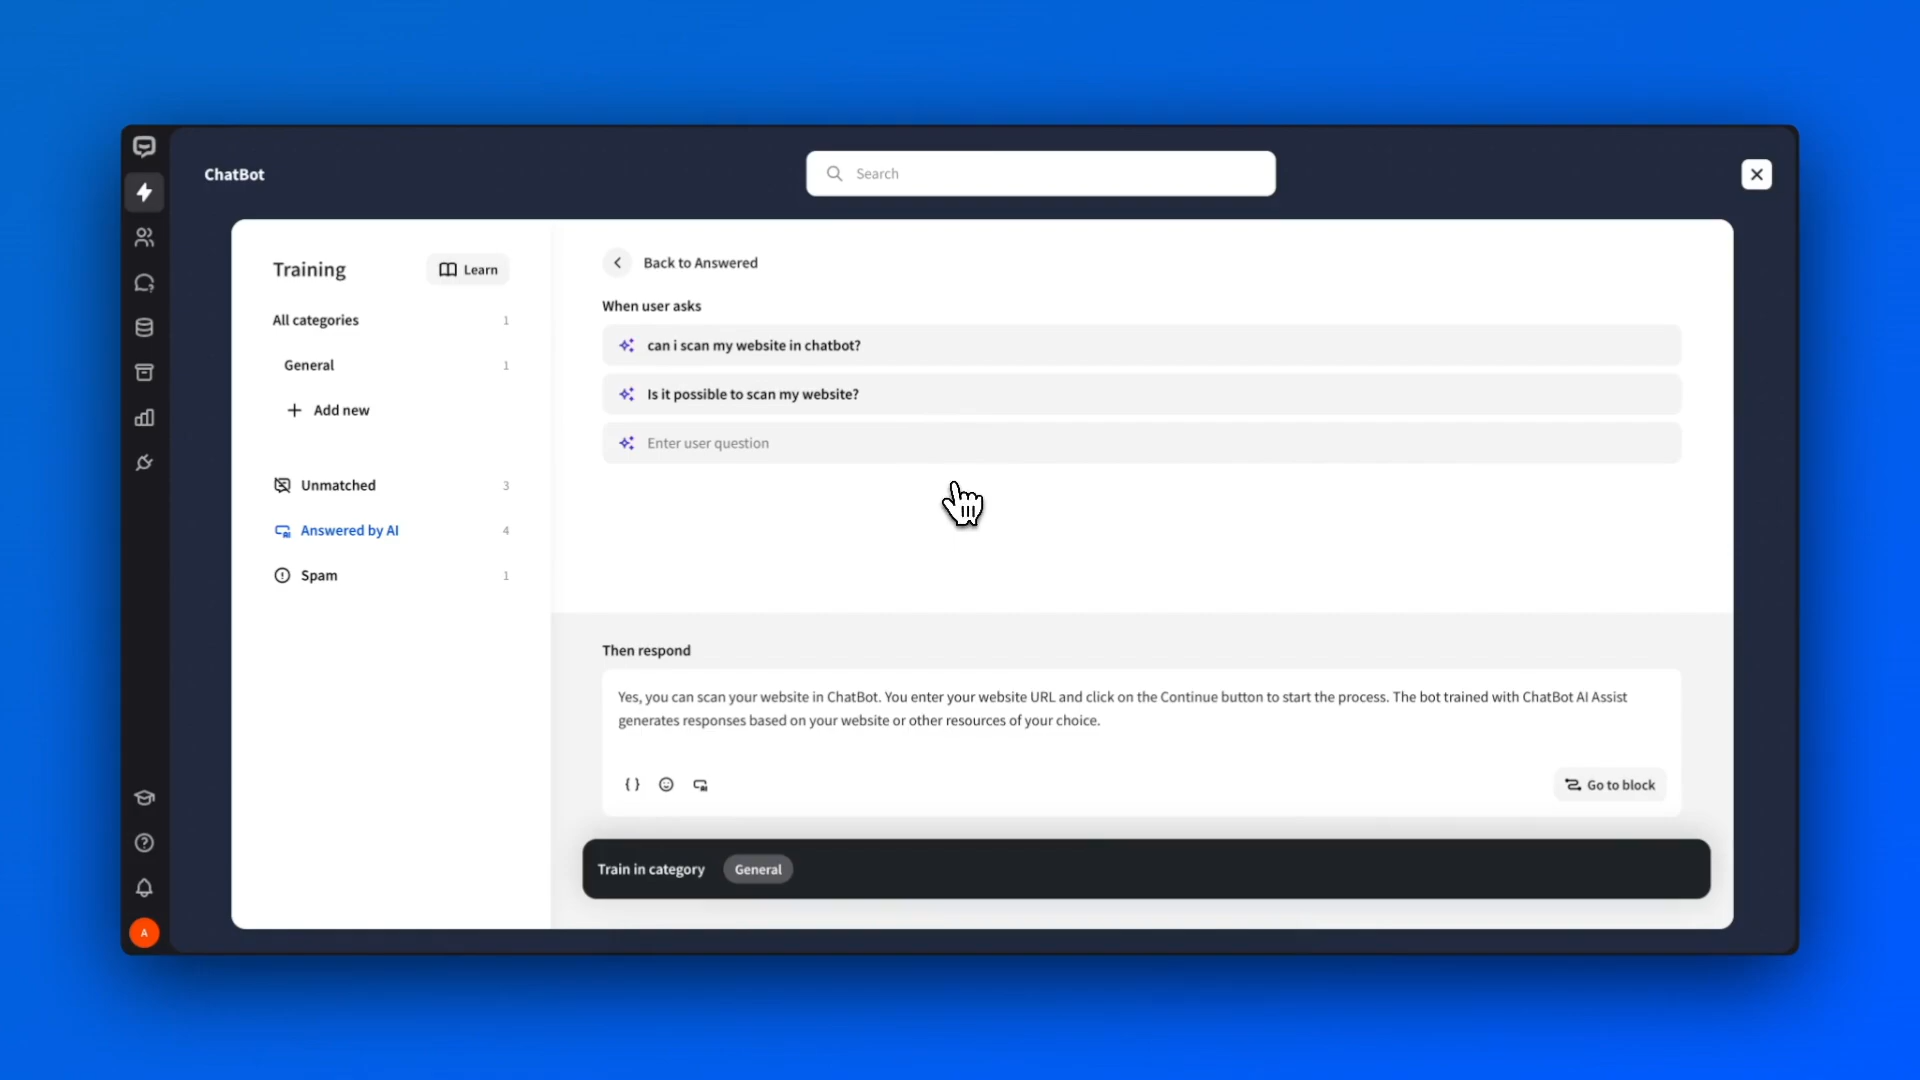 ChatBot
Search
Training
Learn
All categories 1
General 1
Add new
Unmatched 3
Answered by AI 4
Spam 1
A
Back to Answered
When user asks
can i scan my website in chatbot?
Is it possible to scan my website?
Enter user question
Then respond
Yes, you can scan your website in ChatBot. You enter your website URL and click on the Continue button to start the process. The bot trained with ChatBot AI Assist
generates responses based on your website or other resources of your choice.
Go to block
Train in category General